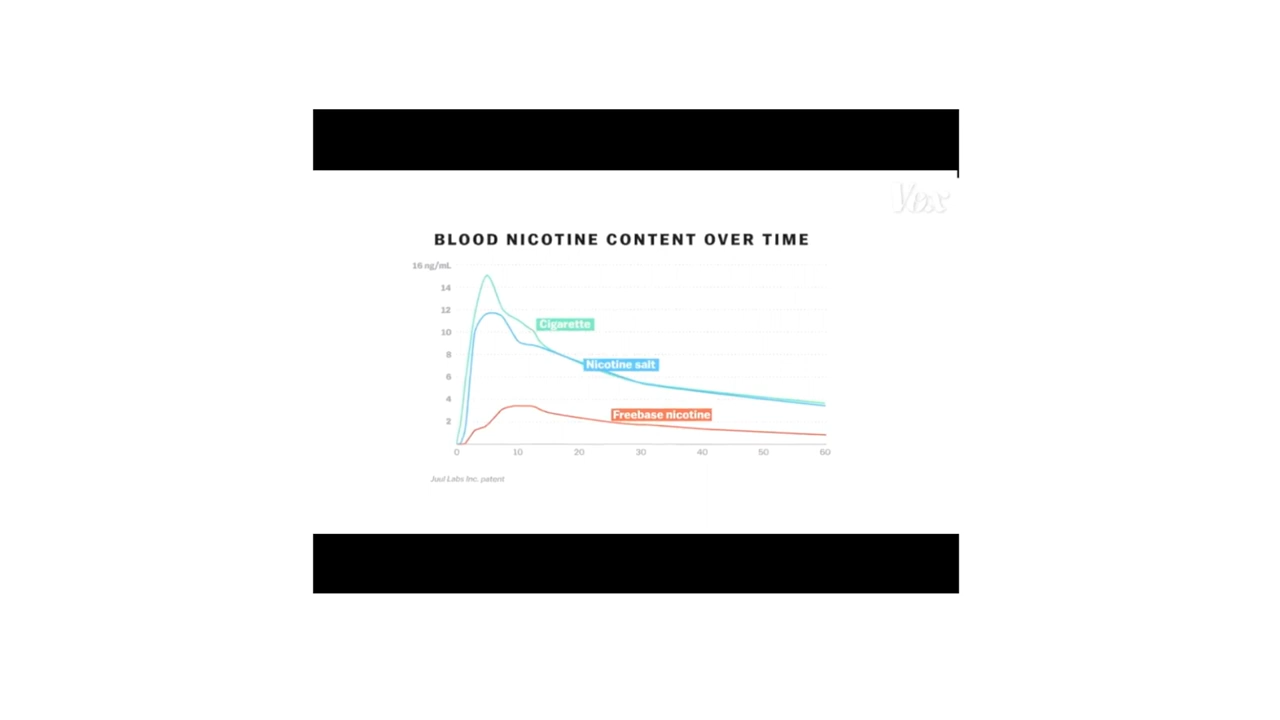 Vox
BLOOD NICOTINE CONTENT OVER TIME
16 ng/mL
14
12
10
8
6
4
2
Cigarette
Nicotine salt
Freebase nicotine
0 10 20 30 40 50 60
Juul Labs Inc. patent